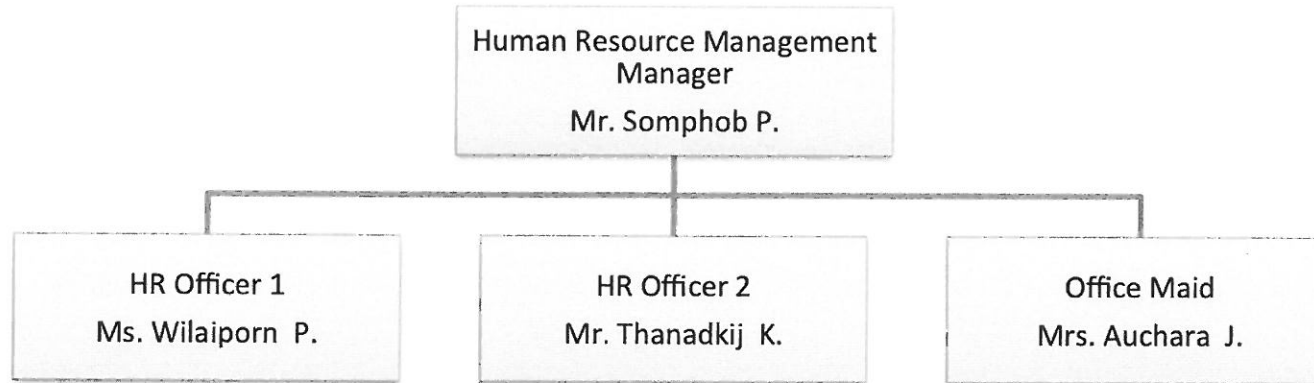 Human Resource Management
Manager
Mr. Somphob P.
HR Officer 1
Ms. Wilaiporn P.
HR Officer 2
Mr. Thanadkij K.
Office Maid
Mrs. Auchara J.